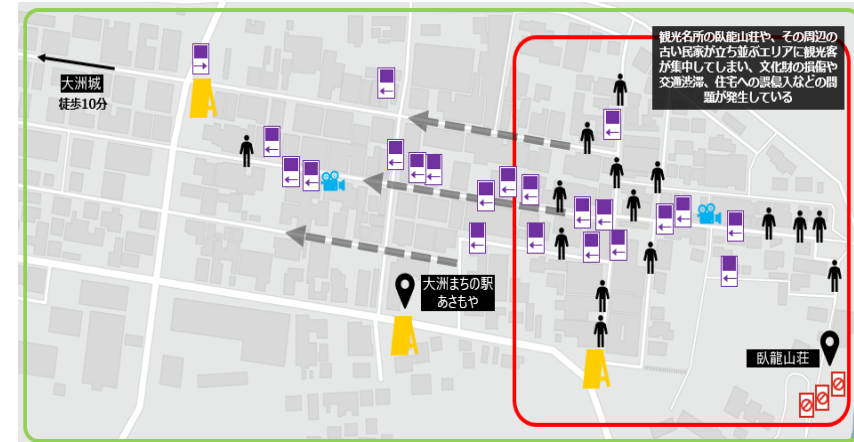 観光名所の臥龍山荘や、その周辺の
古い民家が立ち並ぶエリアに観光客
が集中してしまい、文化財の損傷や
交通渋滞、住宅への誤侵入などの問
題が発生している
大洲城
徒歩10分
大洲まちの駅
あさもや
臥龍山荘